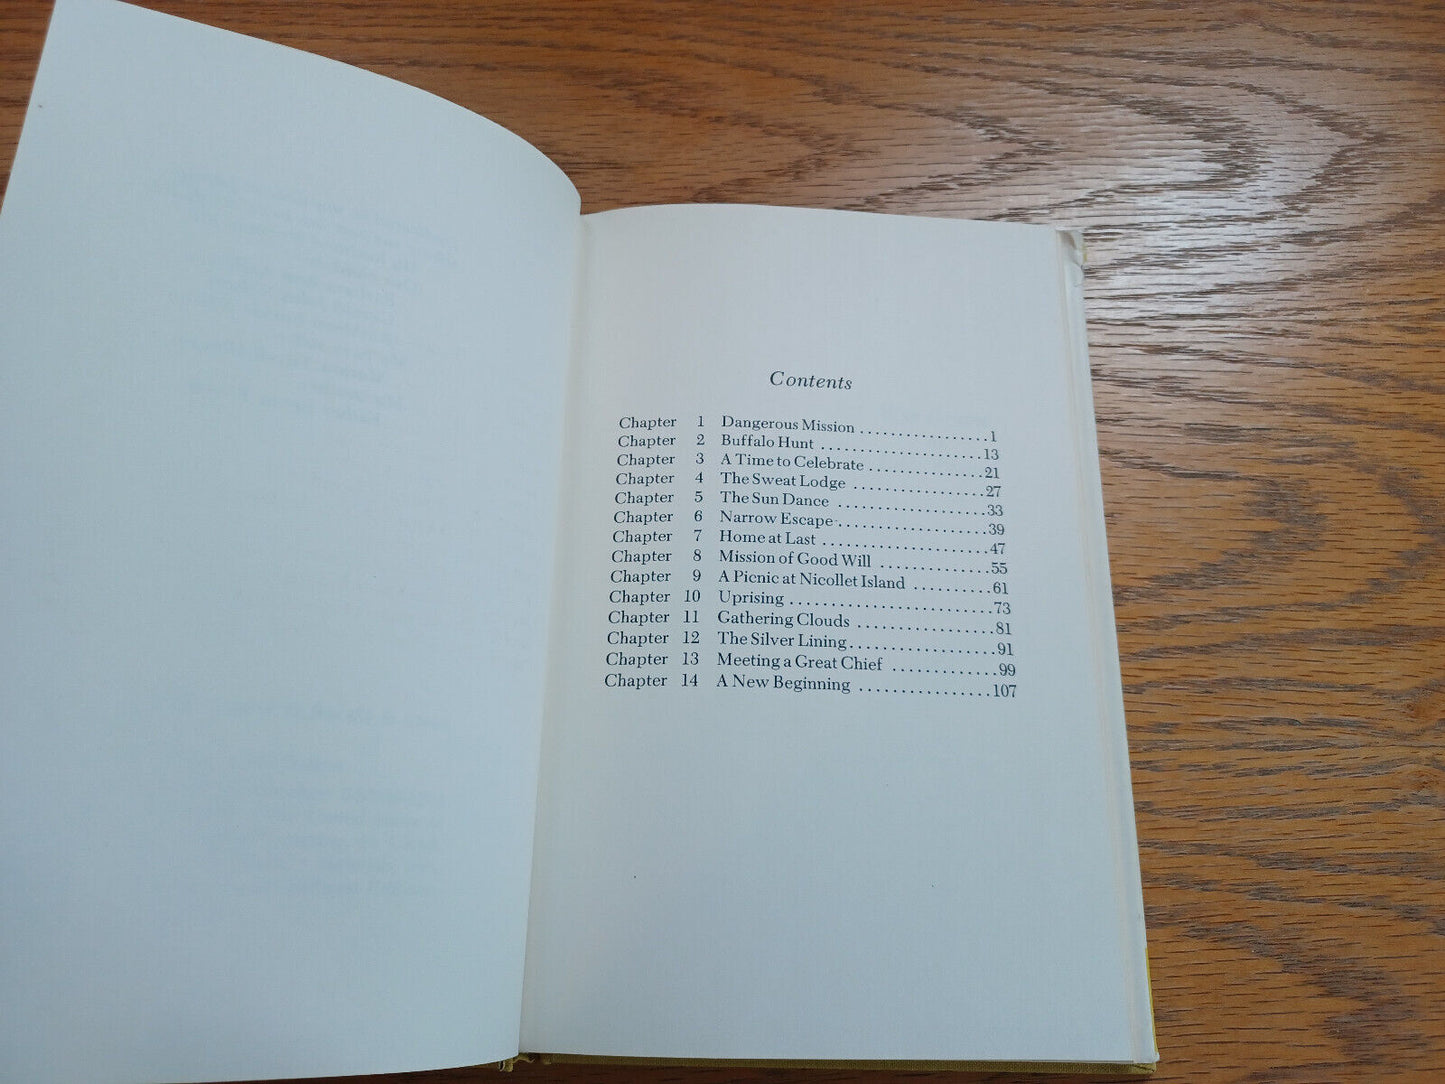 Contents
Chapter 1 Dangerous Mission ................. 1
Chapter 2 Buffalo Hunt ..................... 13
Chapter 3 A Time to Celebrate ............... 21
Chapter 4 The Sweat Lodge ................. 27
Chapter 5 The Sun Dance ................... 33
Chapter 6 Narrow Escape ................... 39
Chapter 7 Home at Last ..................... 47
Chapter 8 Mission of Good Will .............. 55
Chapter 9 A Picnic at Nicollet Island .......... 61
Chapter 10 Uprising .......................... 73
Chapter 11 Gathering Clouds ................. 81
Chapter 12 The Silver Lining .................. 91
Chapter 13 Meeting a Great Chief ............. 99
Chapter 14 A New Beginning ................ 107